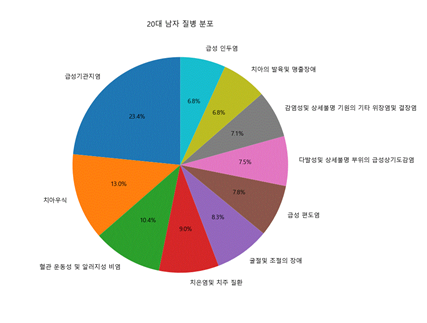 20대 남자 질병 분포
급성 인두염
6.8%
치아의 발육및 맹출장애
6.8%
감염성및 상세불명 기원의 기타 위장염및 결장염
7.1%
다발성및 상세불명 부위의 급성상기도감염
7.5%
급성 편도염
7.8%
굴절및 조절의 장애
8.3%
치은염및 치주 질환
9.0%
혈관 운동성 및 알러지성 비염
10.4%
치아우식
13.0%
급성기관지염
23.4%